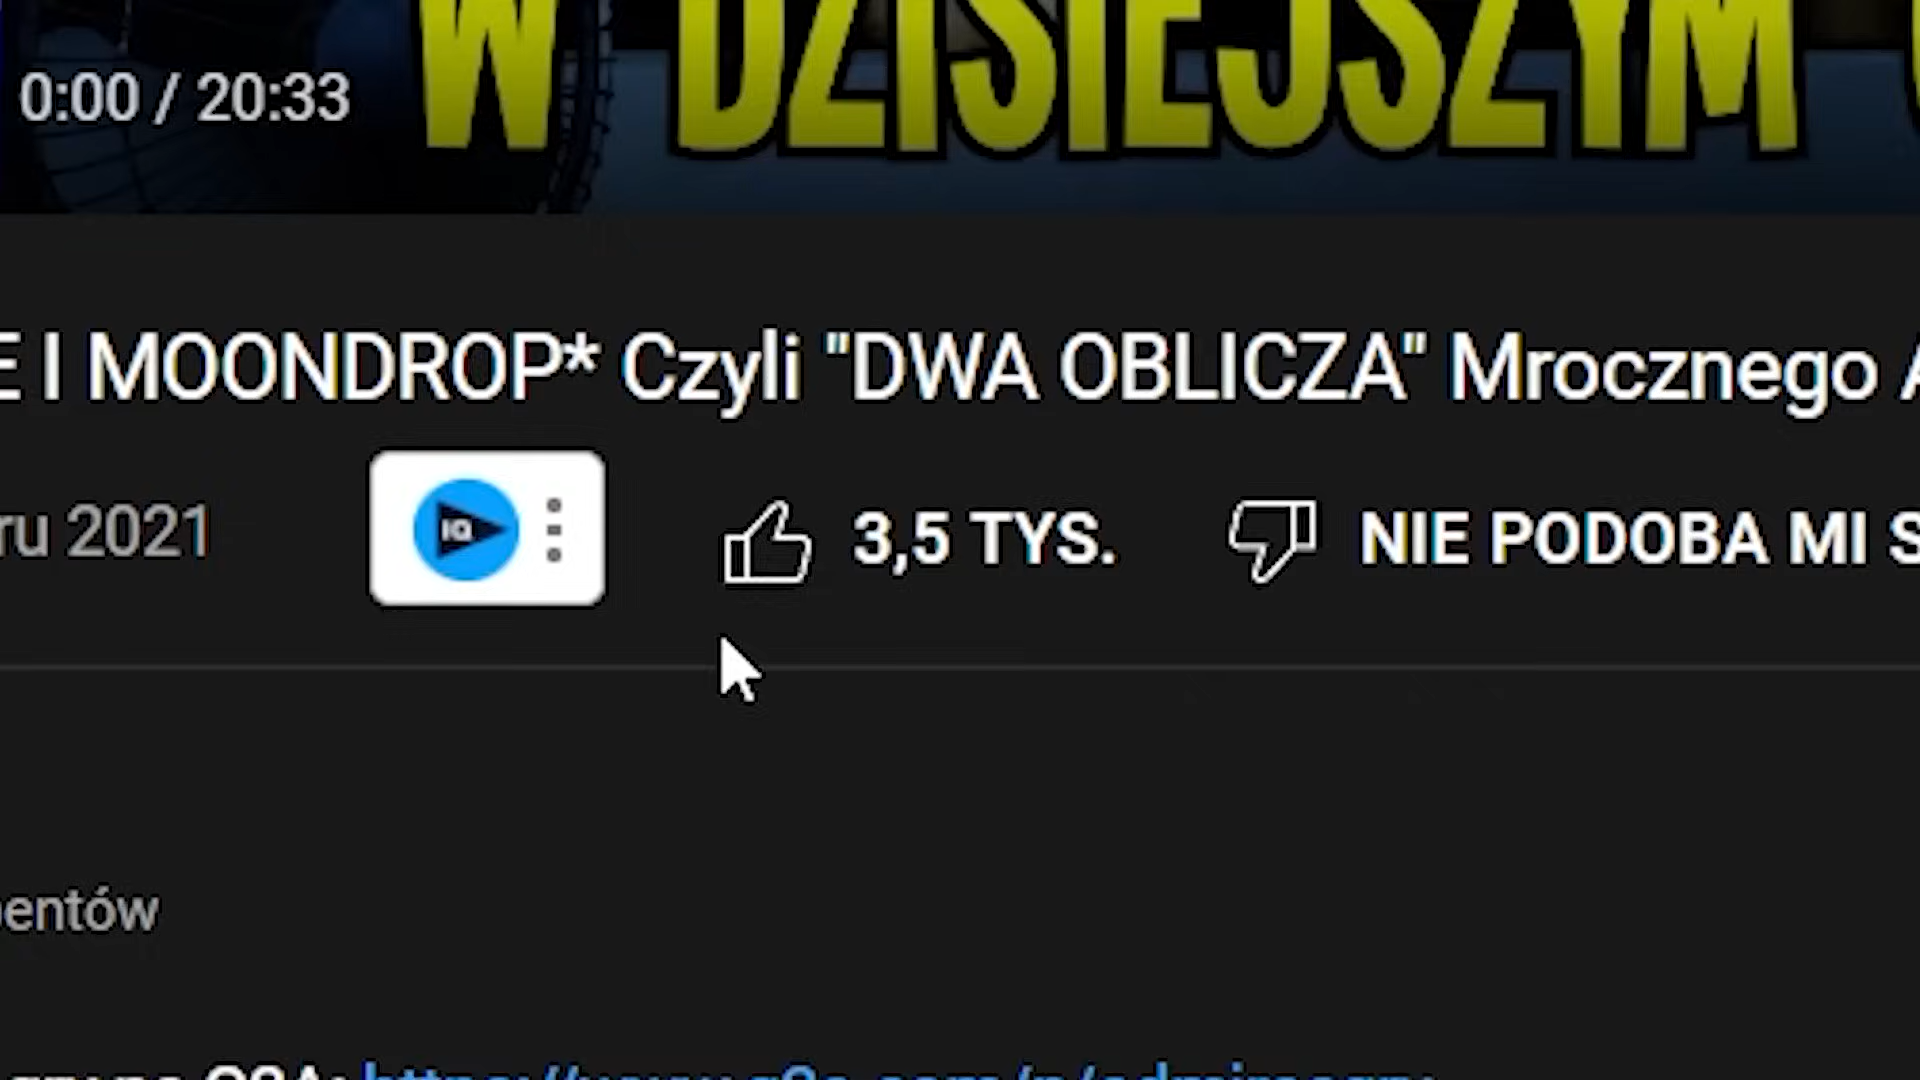 W DZISIEJSZYM
0:00 / 20:33
E I MOONDROP* Czyli "DWA OBLICZA" Mrocznego A
ru 2021
IQ
3,5 TYS.
NIE PODOBA MI S
entów